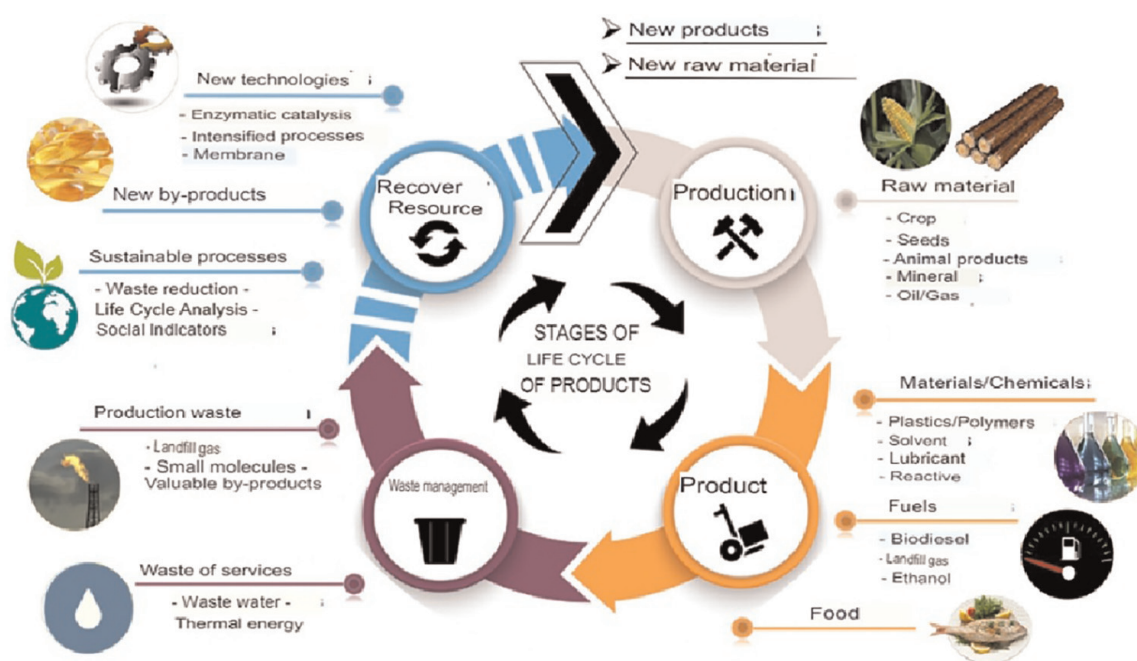 New products
New raw material
New technologies
- Enzymatic catalysis
- Intensified processes
- Membrane
New by-products
Sustainable processes
- Waste reduction -
Life Cycle Analysis -
Social Indicators
Recover
Resource
Production
Raw material
- Crop
- Seeds
- Animal products
- Mineral
- Oil/Gas
STAGES OF
LIFE CYCLE
OF PRODUCTS
Materials/Chemicals
- Plastics/Polymers
- Solvent
- Lubricant
- Reactive
Fuels
- Biodiesel
- Landfill gas
- Ethanol
Food
Product
Waste management
Production waste
- Landfill gas
- Small molecules -
Valuable by-products
Waste of services
- Waste water -
Thermal energy